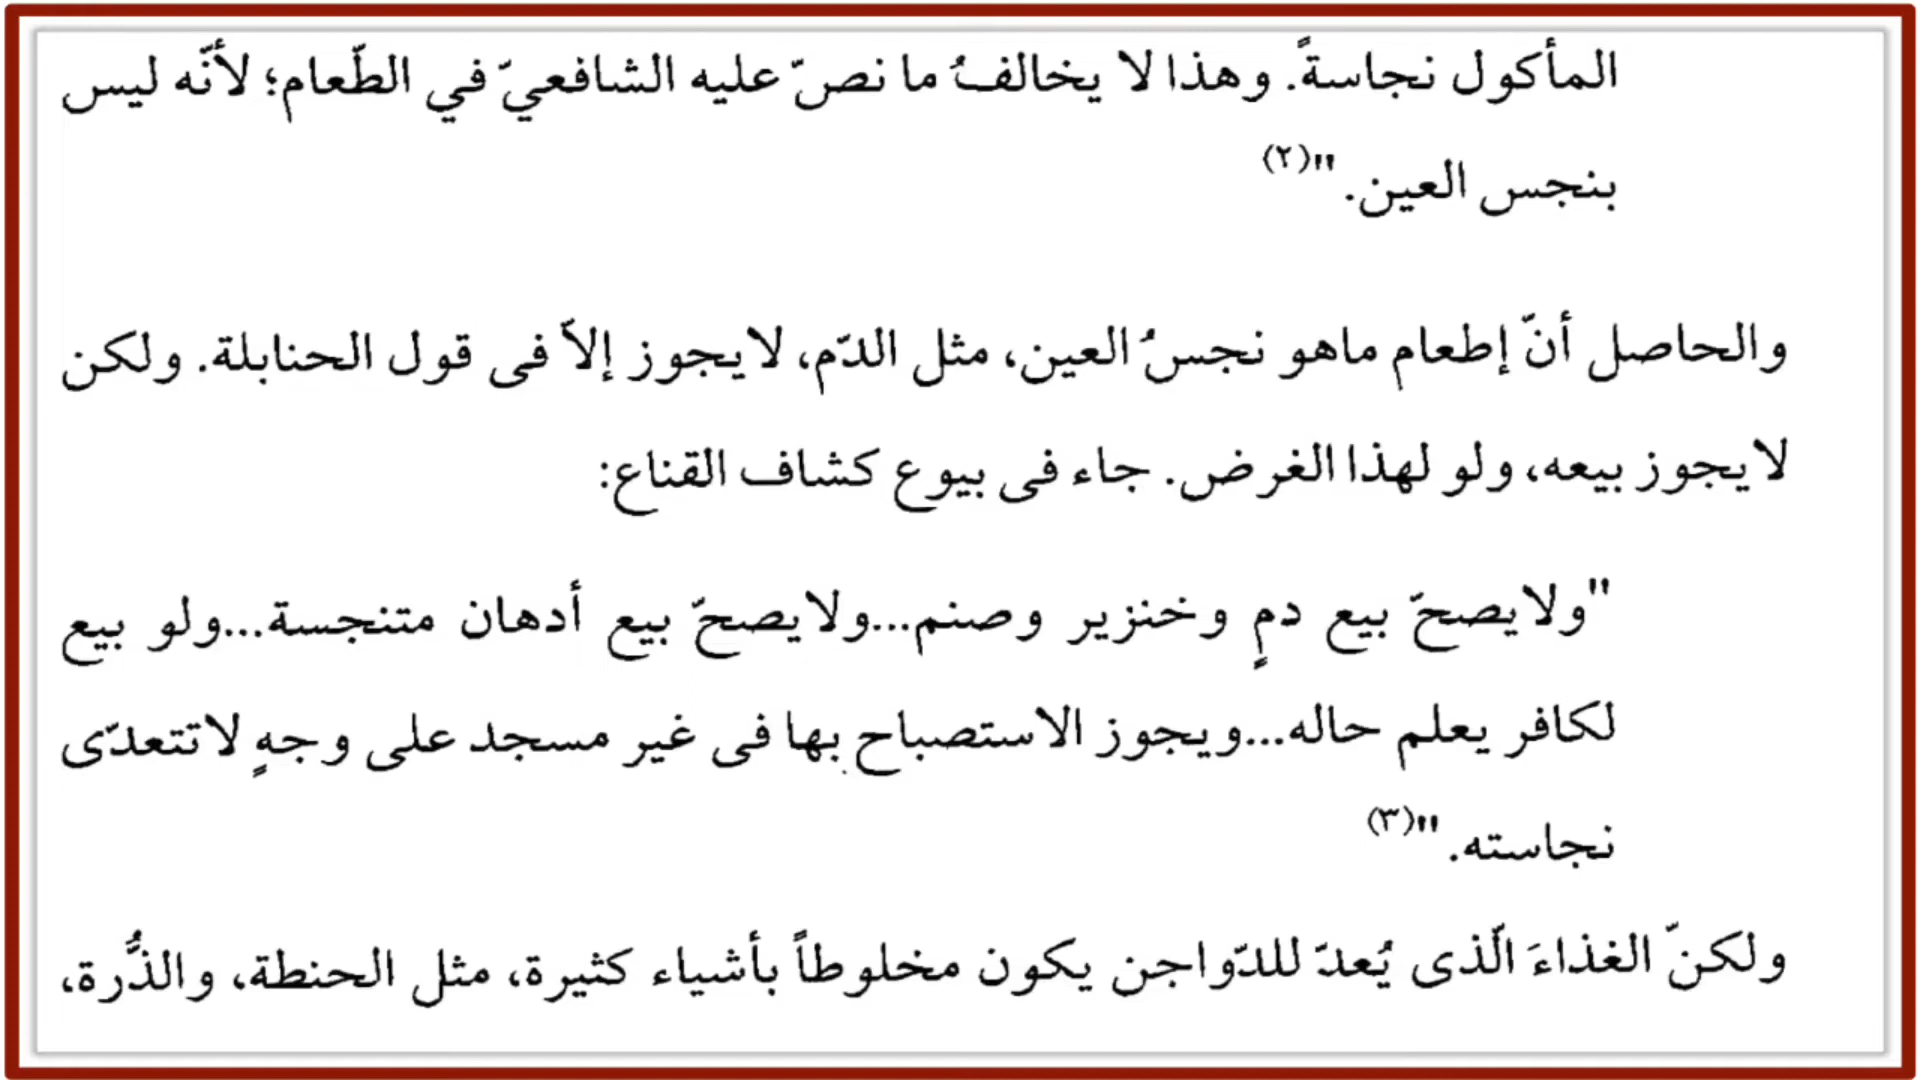 المأكول نجاسةً. وهذا لا يخالفُ ما نصّ عليه الشافعيّ في الطّعام؛ لأنّه ليس
بنجس العين. "(٢)
والحاصل أنّ إطعام ماهو نجسُ العين، مثل الدّم، لايجوز إلاّ فى قول الحنابلة. ولكن
لايجوز بيعه، ولو لهذا الغرض. جاء فى بيوع كشاف القناع:
"ولايصحّ بيع دمٍ وخنزير وصنم...ولايصحّ بيع أدهان متنجسة...ولو بيع
لكافر يعلم حاله...ويجوز الاستصباح بها فى غير مسجد على وجهٍ لاتتعدّى
نجاسته. "(٣)
ولكنّ الغذاءَ الّذى يُعدّ للدّواجن يكون مخلوطاً بأشياء كثيرة، مثل الحنطة، والذُّرة،